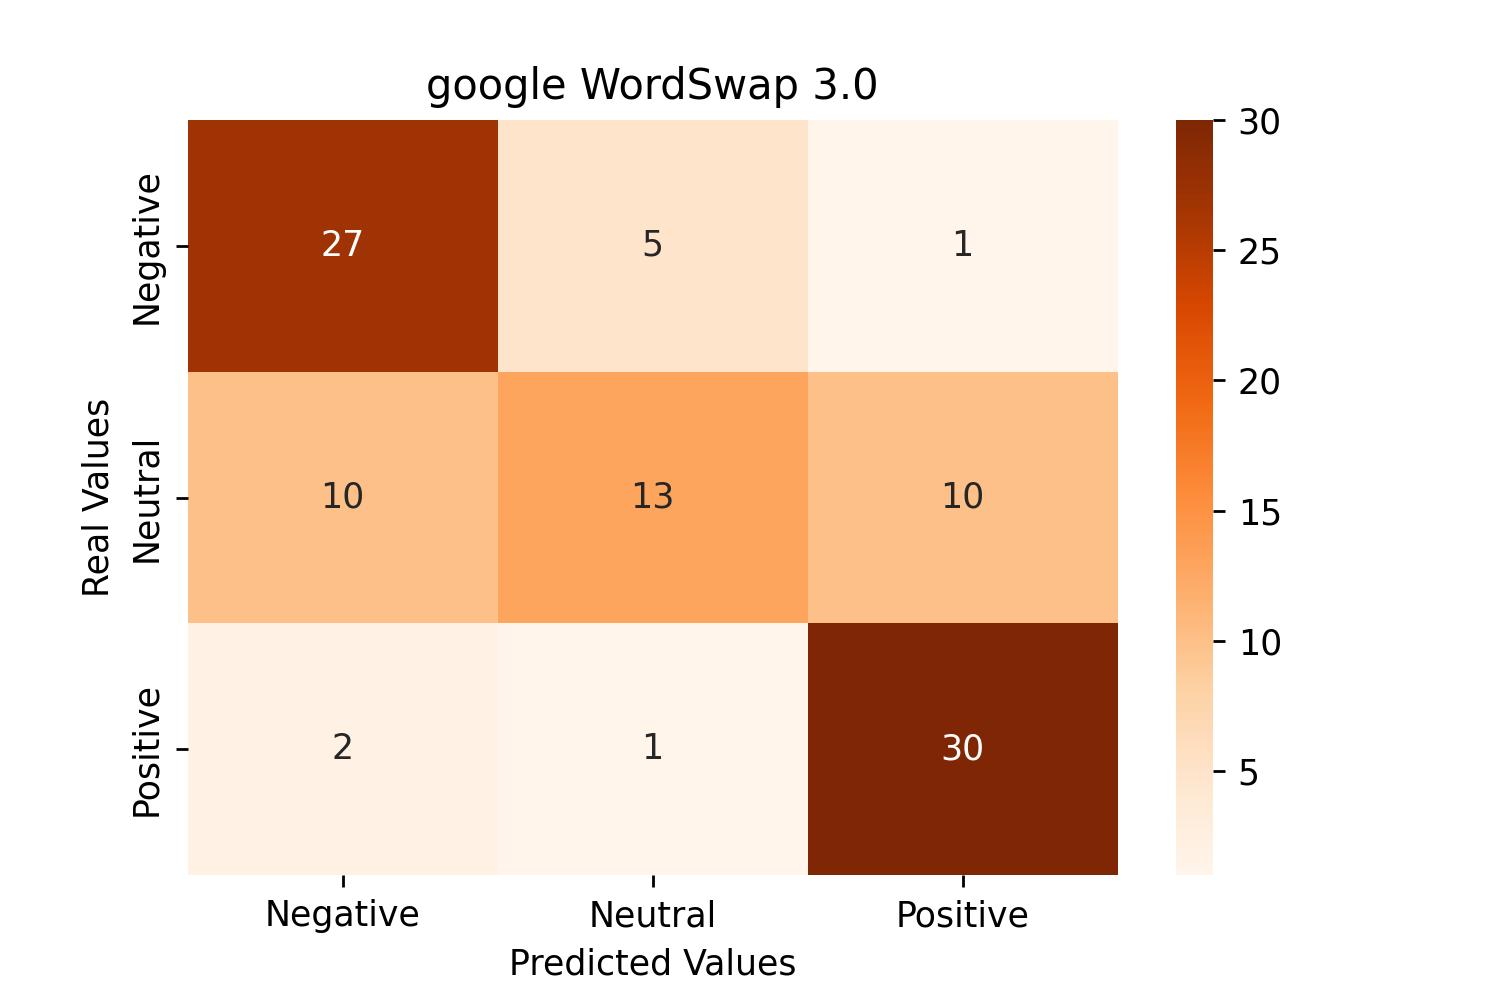 google WordSwap 3.0
30
25
20
15
10
5
Real Values
Negative
27 5 1
Neutral
10 13 10
Positive
2 1 30
Negative Neutral Positive
Predicted Values